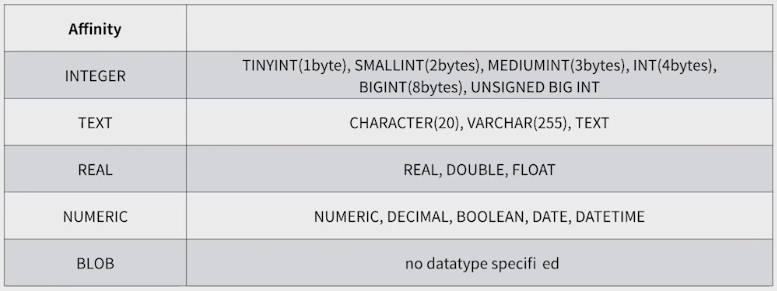 Affinity
INTEGER
TINYINT(1byte), SMALLINT(2bytes), MEDIUMINT(3bytes), INT(4bytes),
BIGINT(8bytes), UNSIGNED BIG INT
TEXT
CHARACTER(20), VARCHAR(255), TEXT
REAL
REAL, DOUBLE, FLOAT
NUMERIC
NUMERIC, DECIMAL, BOOLEAN, DATE, DATETIME
BLOB
no datatype specifi ed